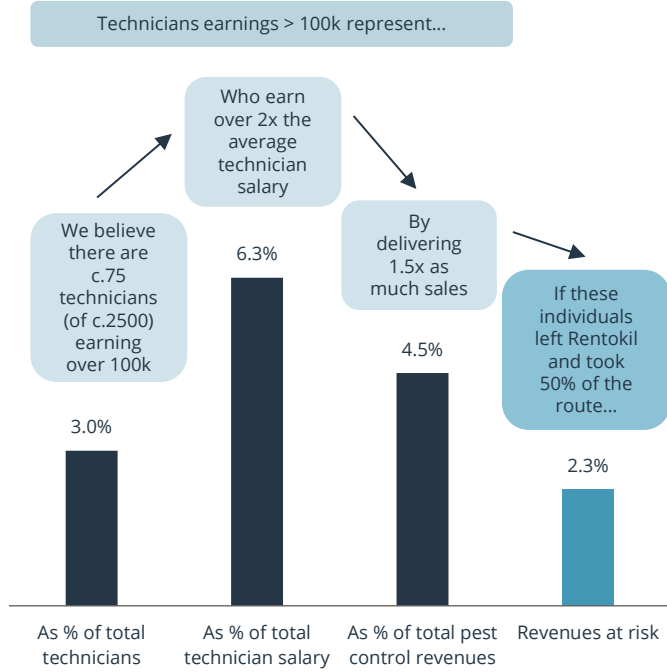 Technicians earnings > 100k represent...
Who earn
over 2x the
average
technician
salary
We believe
there are
c.75
technicians
(of c.2500)
earning
over 100k
By
delivering
1.5x as
much sales
If these
individuals
left Rentokil
and took
50% of the
route...
3.0%
6.3%
4.5%
2.3%
As % of total
technicians
As % of total
technician salary
As % of total pest
control revenues
Revenues at risk